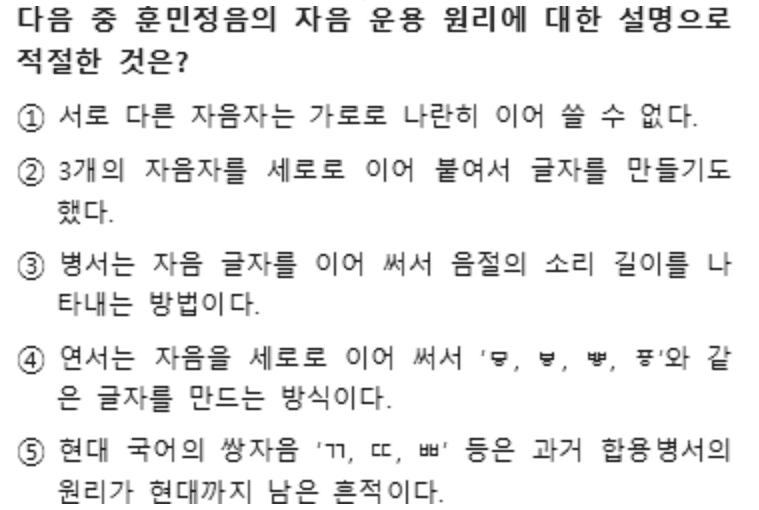 다음 중 훈민정음의 자음 운용 원리에 대한 설명으로
적절한 것은?
① 서로 다른 자음자는 가로로 나란히 이어 쓸 수 없다.
② 3개의 자음자를 세로로 이어 붙여서 글자를 만들기도
했다.
③ 병서는 자음 글자를 이어 써서 음절의 소리 길이를 나
타내는 방법이다.
④ 연서는 자음을 세로로 이어 써서 'ㅱ, ㅸ, ㅹ, ㆄ'와 같
은 글자를 만드는 방식이다.
⑤ 현대 국어의 쌍자음 'ㄲ, ㄸ, ㅃ' 등은 과거 합용병서의
원리가 현대까지 남은 흔적이다.